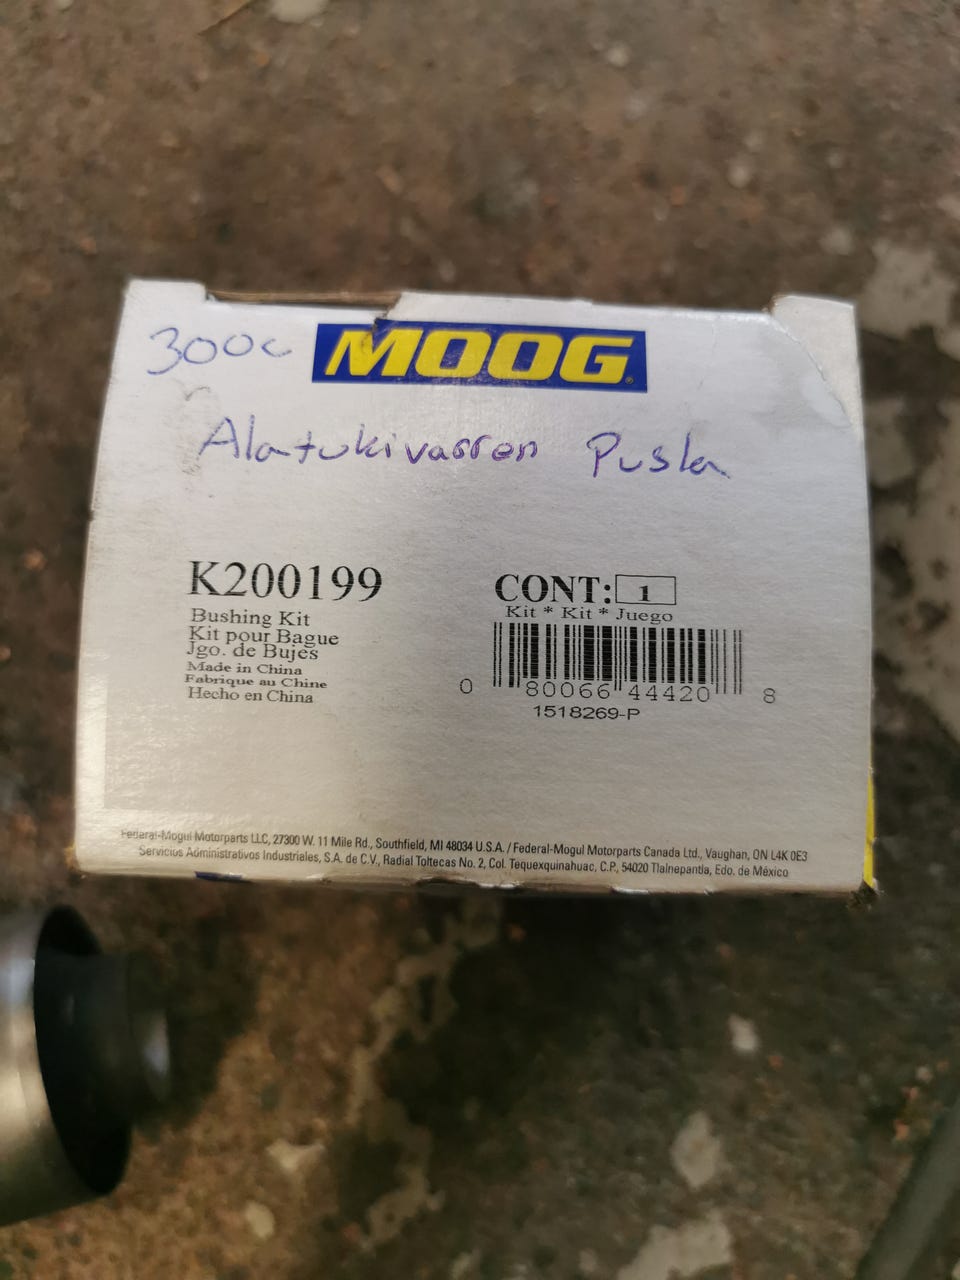 300c
MOOG
Alatukivarren Pusla
K200199
Bushing Kit
Kit pour Bague
Jgo. de Bujes
Made in China
Fabrique au Chine
Hecho en China
CONT: 1
Kit * Kit * Juego
0 80066 44420 8
1518269-P
Federal-Mogul Motorparts LLC, 27300 W. 11 Mile Rd., Southfield, MI 48034 U.S.A. / Federal-Mogul Motorparts Canada Ltd., Vaughan, ON L4K 0E3
Servicios Administrativos Industriales, S.A. de C.V., Radial Toltecas No. 2, Col. Tequexquinahuac, C.P. 54020 Tlalnepantla, Edo. de México